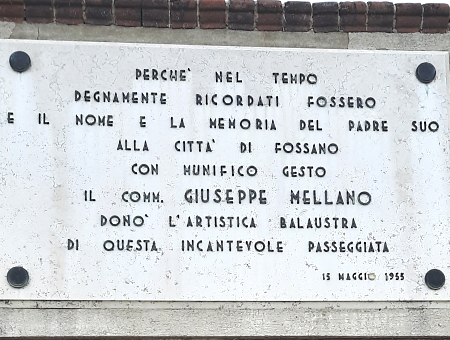 PERCHE' NEL TEMPO
DEGNAMENTE RICORDATI FOSSERO
E IL NOME E LA MEMORIA DEL PADRE SUO
ALLA CITTÀ DI FOSSANO
CON MUNIFICO GESTO
IL COMM. GIUSEPPE MELLANO
DONO' L'ARTISTICA BALAUSTRA
DI QUESTA INCANTEVOLE PASSEGGIATA
15 MAGGIO 1955